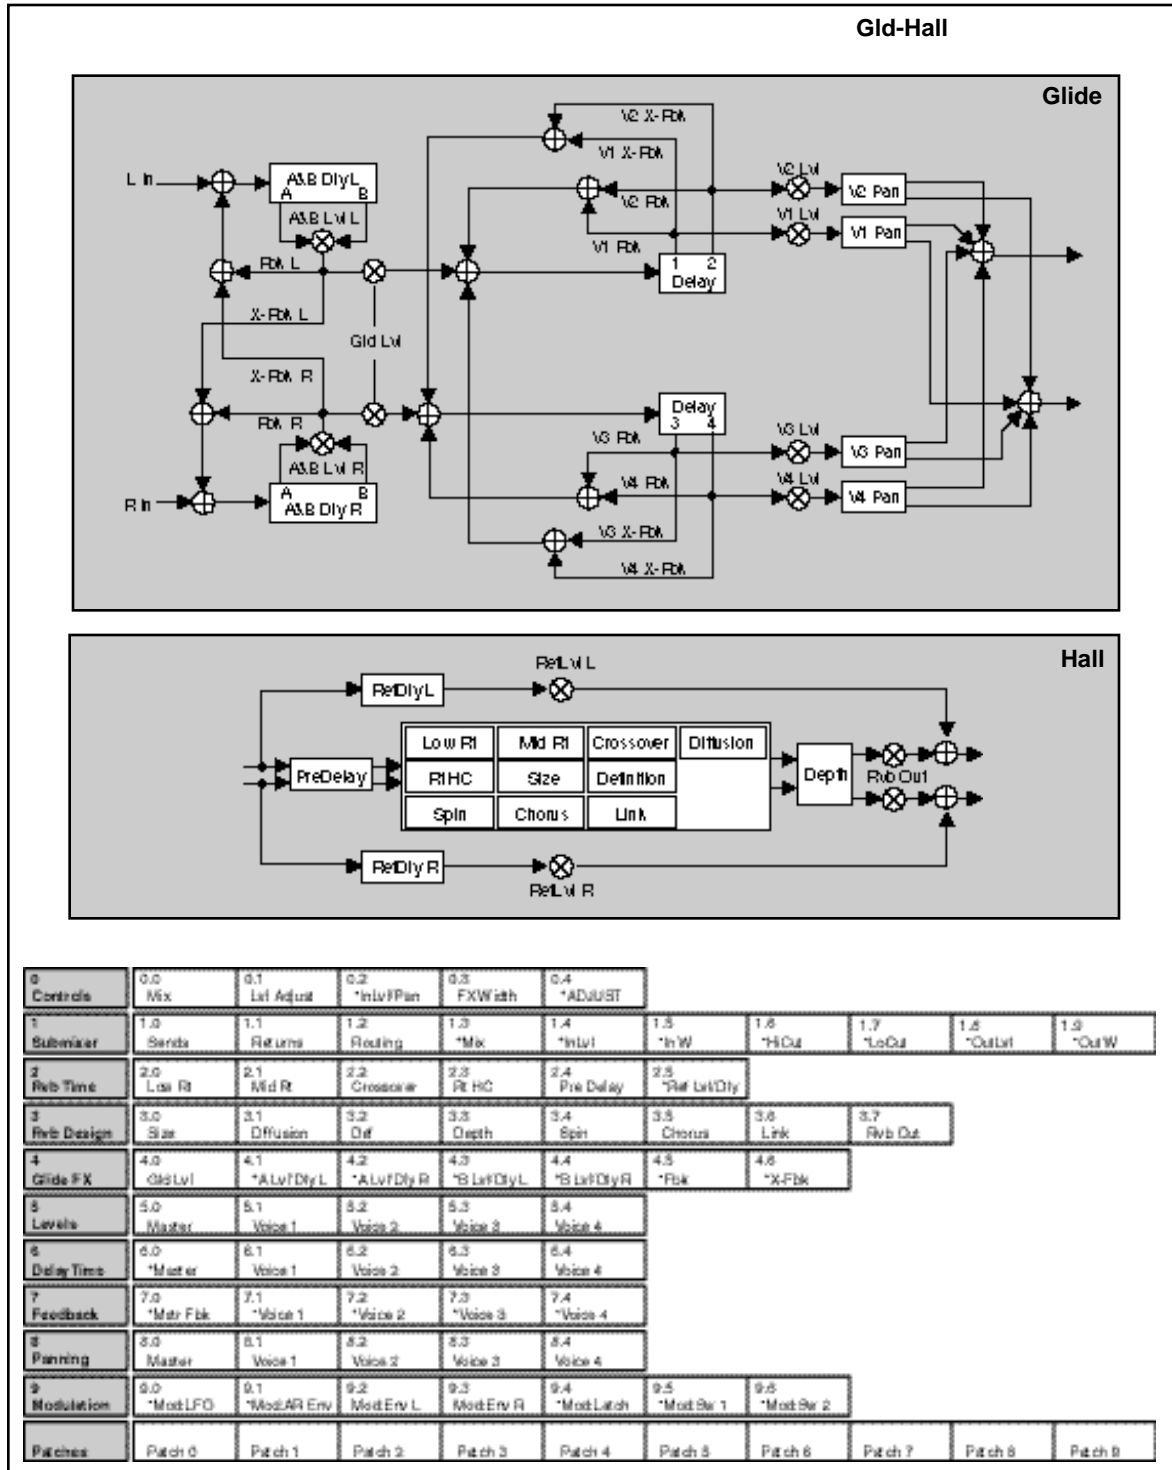 Gld-Hall
Glide
V2 X-Fbk
V1 X-Fbk
L In
A&B Dly L
A B
A&B Lvl L
V2 Lvl
V2 Pan
V2 Fbk
V1 Lvl
V1 Pan
V1 Fbk
Fbk L
1 2
Delay
X-Fbk L
Gld Lvl
X-Fbk R
Fbk R
Delay
3 4
V3 Fbk
V3 Lvl
V3 Pan
A&B Lvl R
V4 Fbk
V4 Lvl
V4 Pan
A B
A&B Dly R
R In
V3 X-Fbk
V4 X-Fbk
Hall
RefLvl L
RefDly L
Low Rt Mid Rt Crossover Diffusion
PreDelay
Rt HC Size Definition
Depth
Rvb Out
Spin Chorus Link
RefDly R
RefLvl R
0 0.0 0.1 0.2 0.3 0.4
Controls Mix Lvl Adjust *InLvl/Pan FXWidth *ADJUST
1 1.0 1.1 1.2 1.3 1.4 1.5 1.6 1.7 1.8 1.9
Submixer Sends Returns Routing *Mix *InLvl *In W *HiCut *LoCut *OutLvl *OutW
2 2.0 2.1 2.2 2.3 2.4 2.5
Rvb Time Low Rt Mid Rt Crossover Rt HC Pre Delay *Ref Lvl/Dly
3 3.0 3.1 3.2 3.3 3.4 3.5 3.6 3.7
Rvb Design Size Diffusion Def Depth Spin Chorus Link Rvb Out
4 4.0 4.1 4.2 4.3 4.4 4.5 4.6
Glide FX Gld Lvl *A Lvl/Dly L *A Lvl/Dly R *B Lvl/Dly L *B Lvl/Dly R *Fbk *X-Fbk
5 5.0 5.1 5.2 5.3 5.4
Levels Master Voice 1 Voice 2 Voice 3 Voice 4
6 6.0 6.1 6.2 6.3 6.4
Delay Time *Master Voice 1 Voice 2 Voice 3 Voice 4
7 7.0 7.1 7.2 7.3 7.4
Feedback *Mstr Fbk *Voice 1 *Voice 2 *Voice 3 *Voice 4
8 8.0 8.1 8.2 8.3 8.4
Panning Master Voice 1 Voice 2 Voice 3 Voice 4
9 9.0 9.1 9.2 9.3 9.4 9.5 9.6
Modulation *Mod:LFO *Mod:AR Env Mod:Env L Mod:Env R *Mod:Latch *Mod:Sw 1 *Mod:Sw 2
Patches Patch 0 Patch 1 Patch 2 Patch 3 Patch 4 Patch 5 Patch 6 Patch 7 Patch 8 Patch 9